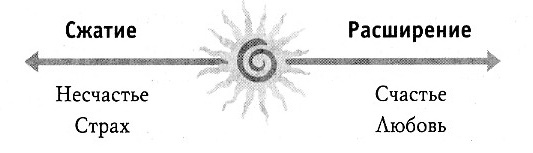 Сжатие
Расширение
Несчастье
Счастье
Страх
Любовь